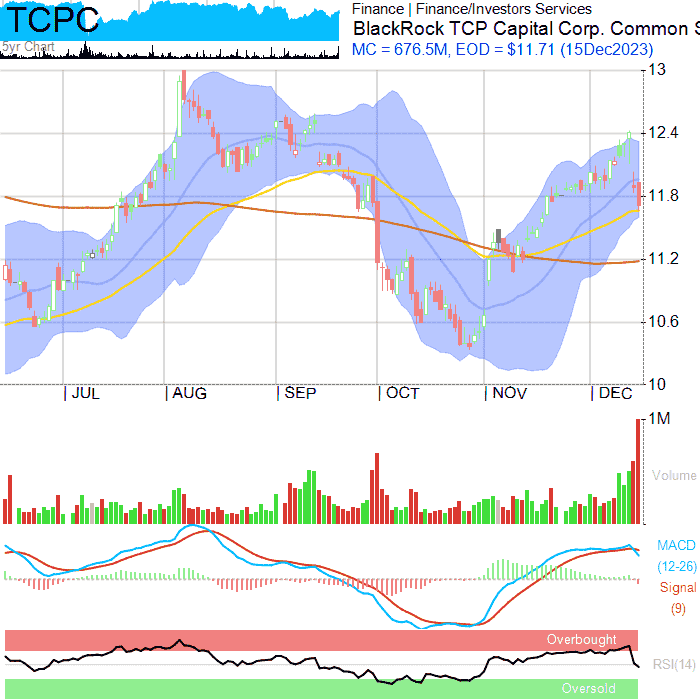 TCPC
5yr Chart
Finance | Finance/Investors Services
BlackRock TCP Capital Corp. Common S
MC = 676.5M, EOD = $11.71 (15Dec2023)
13
12.4
11.8
11.2
10.6
10
| JUL | AUG | SEP | OCT | NOV | DEC
1M
Volume
MACD
(12-26)
Signal
(9)
Overbought
RSI(14)
Oversold